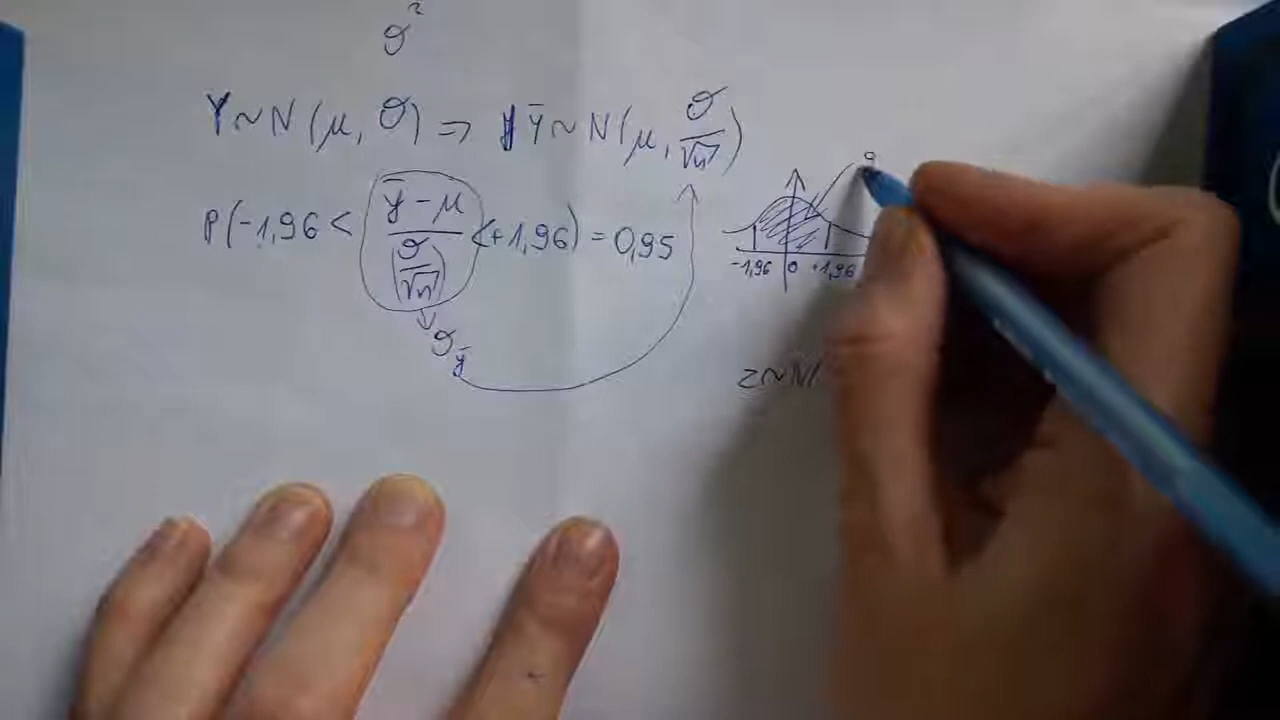 σ²
Y~N(μ, σ) => Ȳ~N(μ, σ/√n)
P(-1,96 < (ȳ-μ)/(σ/√n) <+1,96) = 0,95
σȳ
-1,96 0 +1,96
z~N(